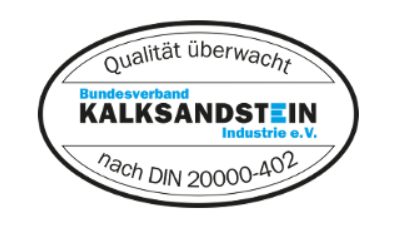 Qualität überwacht
Bundesverband
KALKSANDSTEIN
Industrie e.V.
nach DIN 20000-402